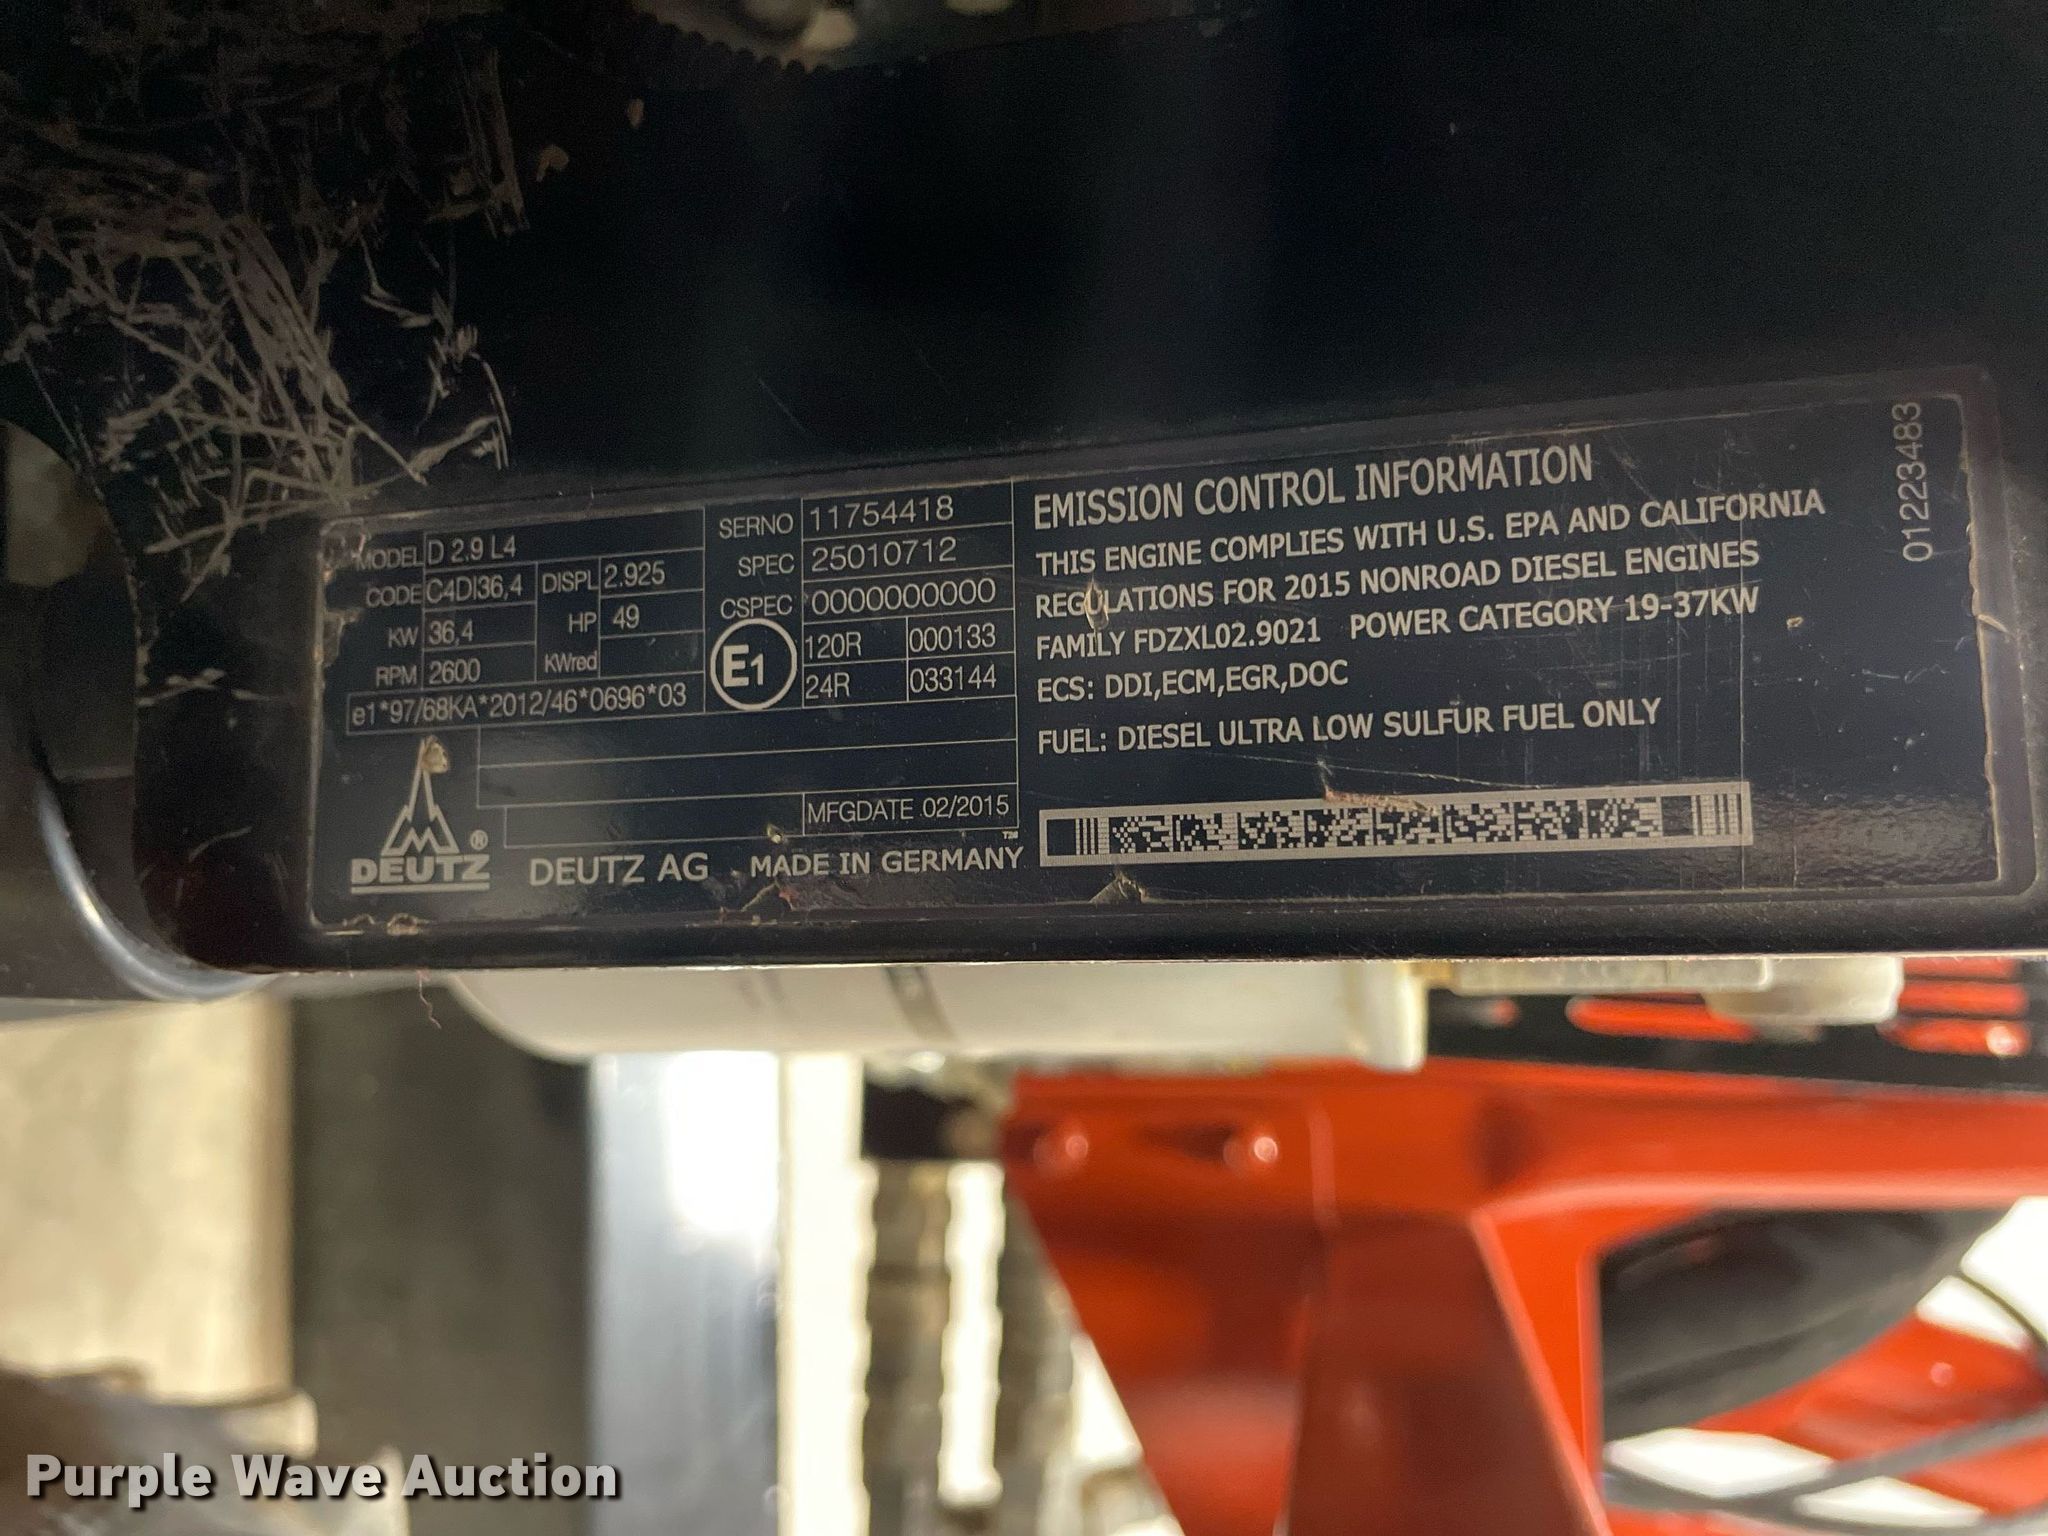 MODEL D 2.9 L4
CODE C4DI36,4 DISPL 2.925
KW 36,4 HP 49
RPM 2600 KWred
e1*97/68KA*2012/46*0696*03
SERNO 11754418
SPEC 25010712
CSPEC 0000000000
E1 120R 000133
24R 033144
MFGDATE 02/2015
DEUTZ ® DEUTZ AG MADE IN GERMANY
EMISSION CONTROL INFORMATION
THIS ENGINE COMPLIES WITH U.S. EPA AND CALIFORNIA
REGULATIONS FOR 2015 NONROAD DIESEL ENGINES
FAMILY FDZXL02.9021 POWER CATEGORY 19-37KW
ECS: DDI,ECM,EGR,DOC
FUEL: DIESEL ULTRA LOW SULFUR FUEL ONLY
01223483
Purple Wave Auction